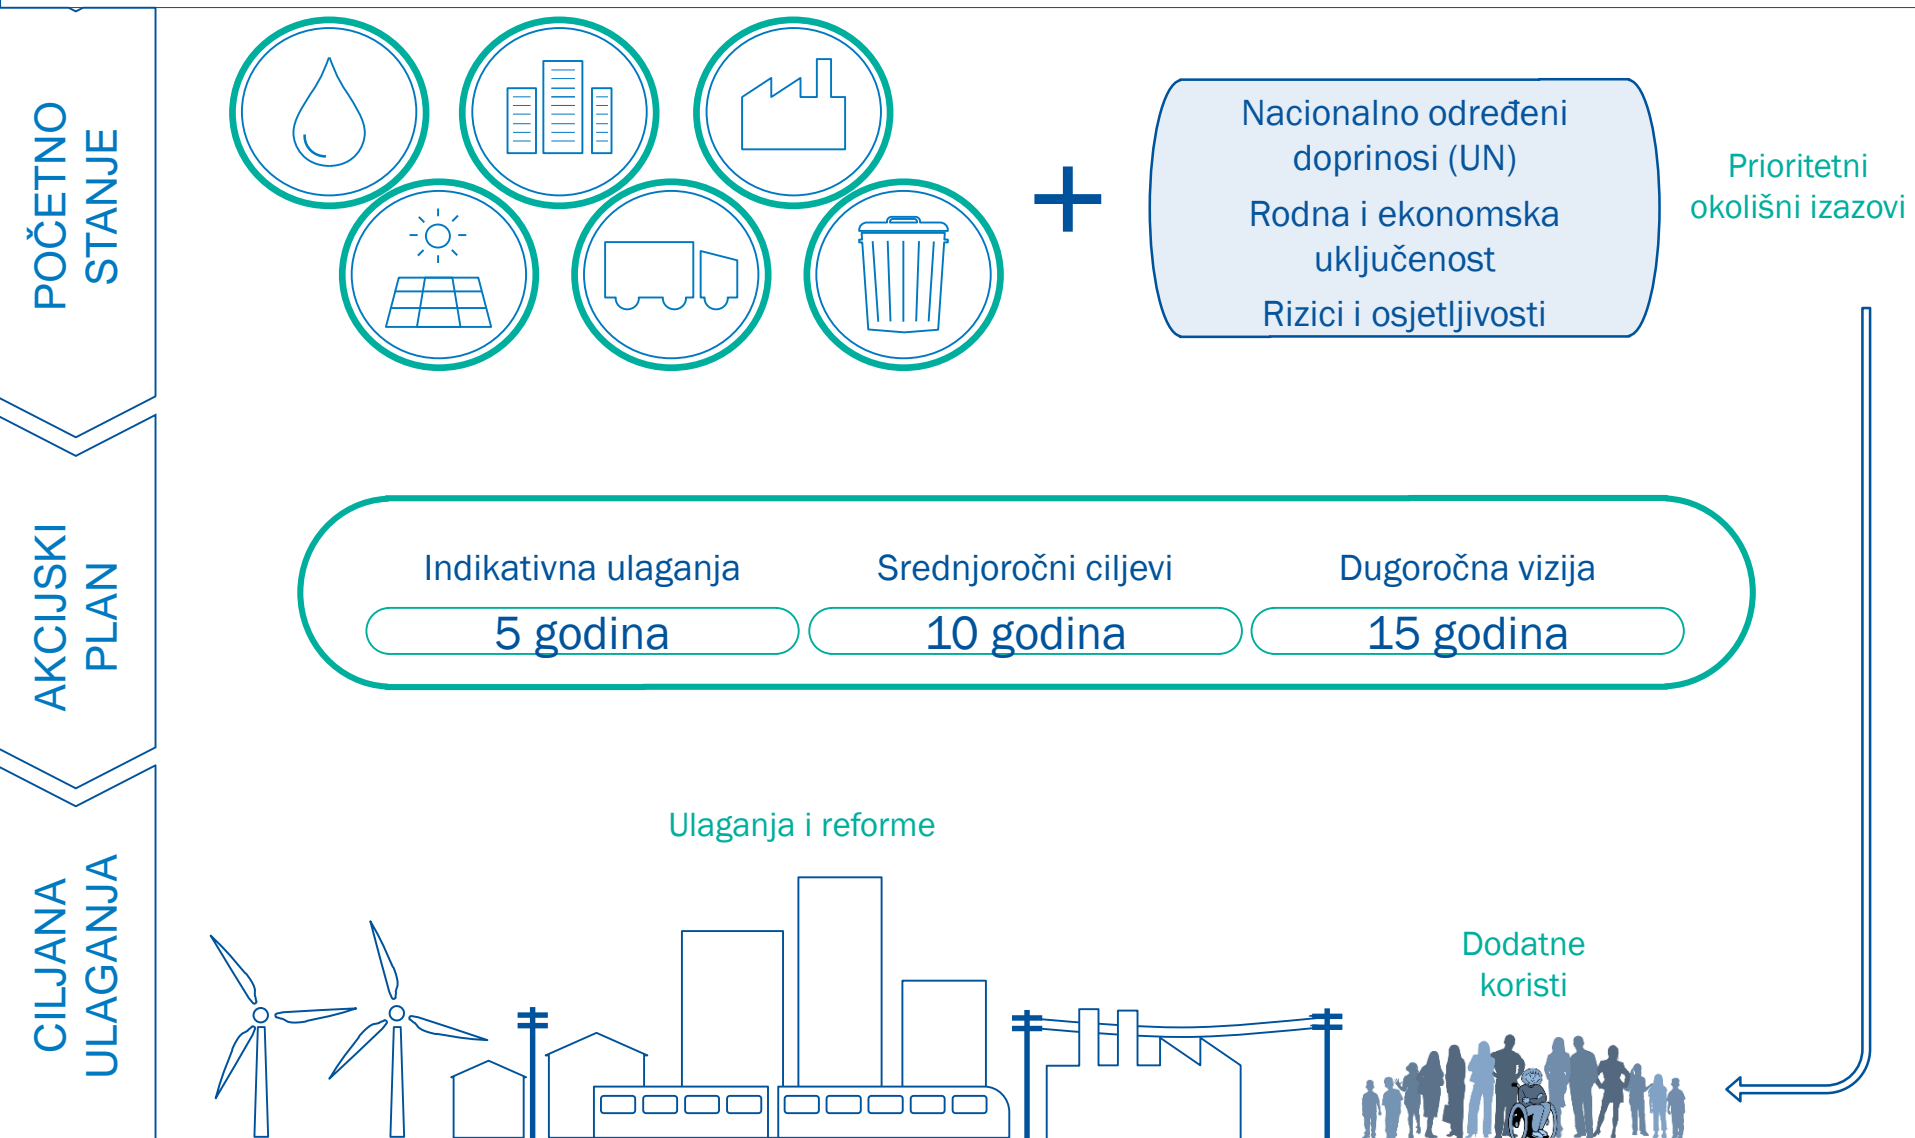 POČETNO
STANJE
Nacionalno određeni
doprinosi (UN)
Rodna i ekonomska
uključenost
Rizici i osjetljivosti
Prioritetni
okolišni izazovi
AKCIJSKI
PLAN
Indikativna ulaganja
Srednjoročni ciljevi
Dugoročna vizija
5 godina
10 godina
15 godina
CILJANA
ULAGANJA
Ulaganja i reforme
Dodatne
koristi